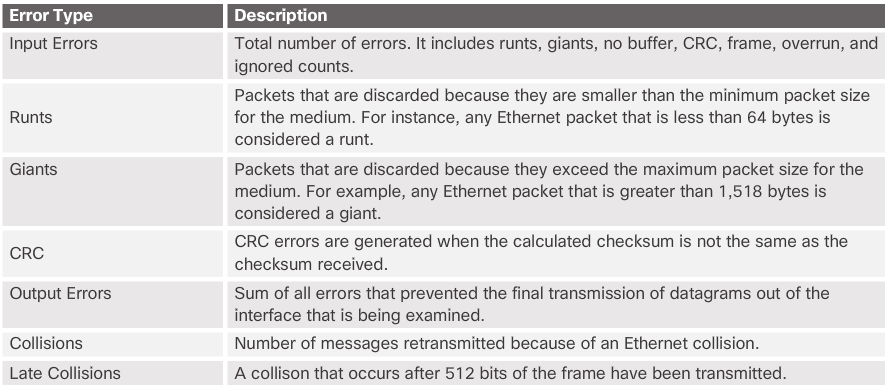 Error Type Description
Input Errors Total number of errors. It includes runts, giants, no buffer, CRC, frame, overrun, and
ignored counts.
Packets that are discarded because they are smaller than the minimum packet size
Runts for the medium. For instance, any Ethernet packet that is less than 64 bytes is
considered a runt.
Giants Packets that are discarded because they exceed the maximum packet size for the
medium. For example, any Ethernet packet that is greater than 1,518 bytes is
considered a giant.
CRC CRC errors are generated when the calculated checksum is not the same as the
checksum received.
Output Errors Sum of all errors that prevented the final transmission of datagrams out of the
interface that is being examined.
Collisions Number of messages retransmitted because of an Ethernet collision.
Late Collisions A collison that occurs after 512 bits of the frame have been transmitted.